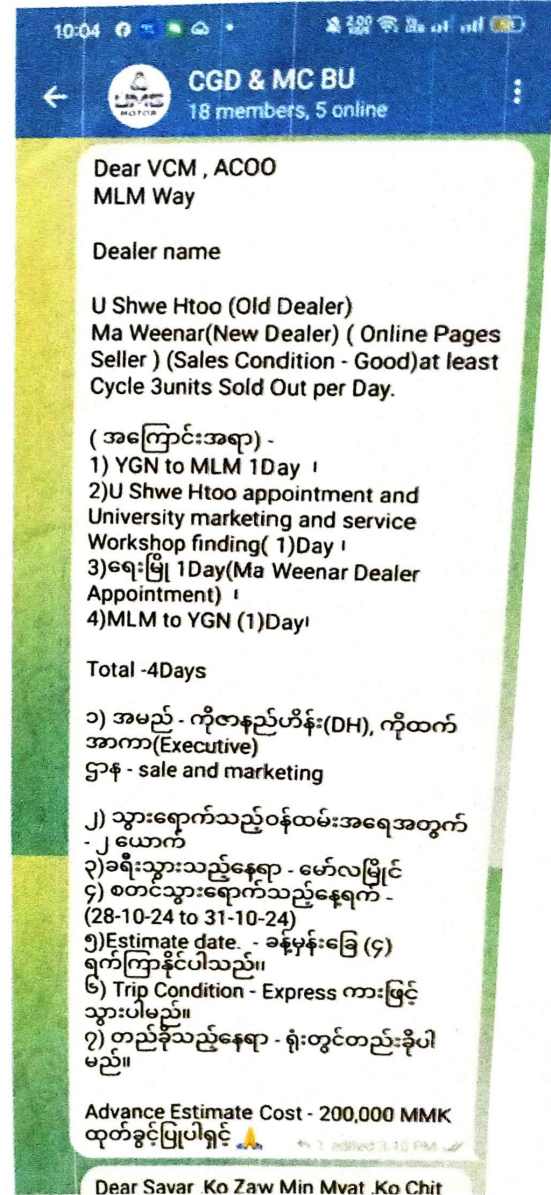 10:04
CGD & MC BU
UMG
MOTOR
18 members, 5 online
Dear VCM , ACOO
MLM Way
Dealer name
U Shwe Htoo (Old Dealer)
Ma Weenar(New Dealer) ( Online Pages
Seller ) (Sales Condition - Good)at least
Cycle 3units Sold Out per Day.
( အကြောင်းအရာ) -
1) YGN to MLM 1Day ၊
2)U Shwe Htoo appointment and
University marketing and service
Workshop finding( 1)Day ၊
3)ရေးမြို့ 1Day(Ma Weenar Dealer
Appointment) ၊
4)MLM to YGN (1)Day၊
Total -4Days
၁) အမည် - ကိုဇာနည်ဟိန်း(DH), ကိုထက်
အာကာ(Executive)
ဌာန - sale and marketing
၂) သွားရောက်သည့်ဝန်ထမ်းအရေအတွက်
- ၂ ယောက်
၃)ခရီးသွားသည့်နေရာ - မော်လမြိုင်
၄) စတင်သွားရောက်သည့်နေ့ရက် -
(28-10-24 to 31-10-24)
၅)Estimate date. - ခန့်မှန်းခြေ (၄)
ရက်ကြာနိုင်ပါသည်။
၆) Trip Condition - Express ကားဖြင့်
သွားပါမည်။
၇) တည်ခိုသည့်နေရာ - ရုံးတွင်တည်းခိုပါ
မည်။
Advance Estimate Cost - 200,000 MMK
ထုတ်ခွင့်ပြုပါရှင့် 🙏
1 edited 3:10 PM
Dear Sayar ,Ko Zaw Min Myat ,Ko Chit